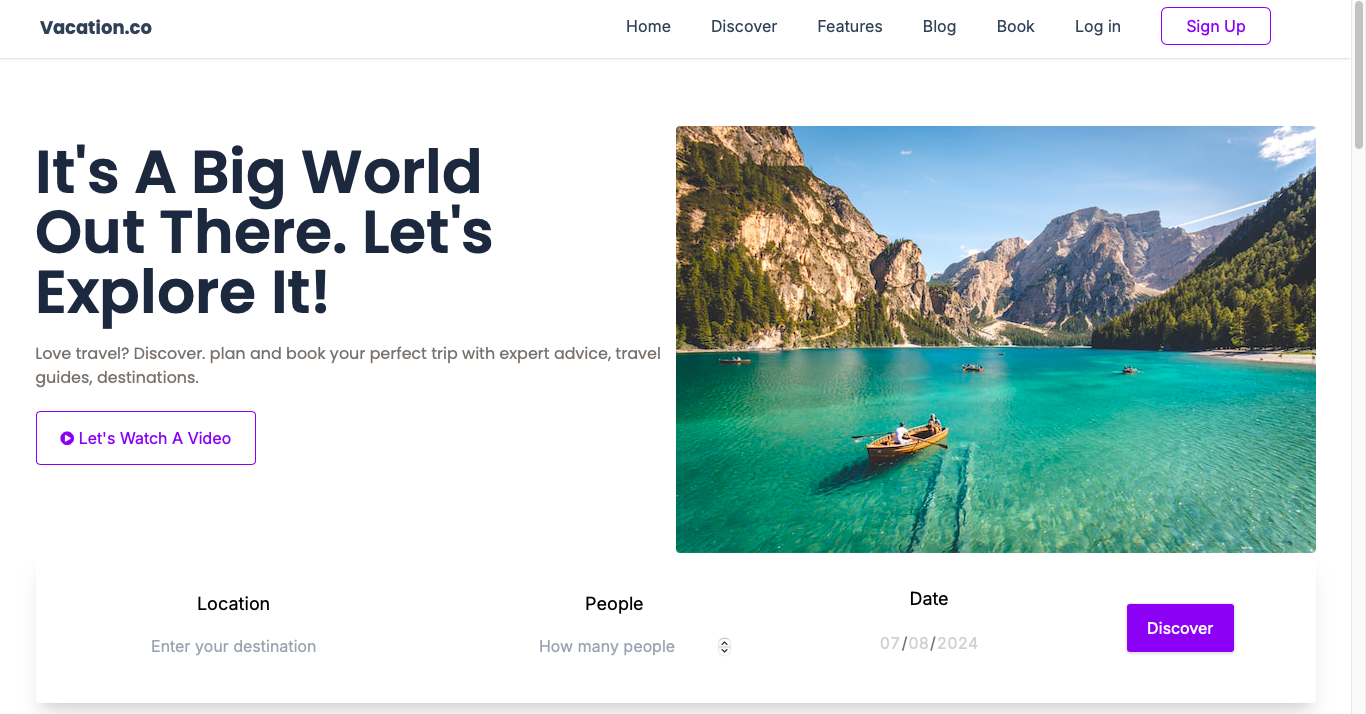 Vacation.co
Home
Discover
Features
Blog
Book
Log in
Sign Up
It's A Big World
Out There. Let's
Explore It!
Love travel? Discover. plan and book your perfect trip with expert advice, travel
guides, destinations.
Let's Watch A Video
Location
Enter your destination
People
How many people
Date
07/08/2024
Discover